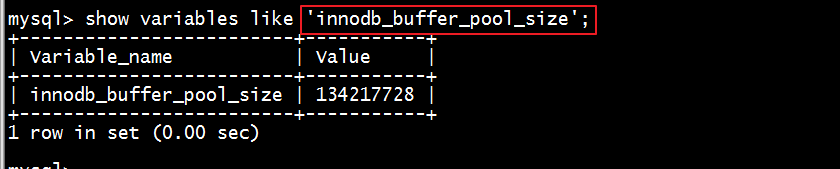 mysql> show variables like 'innodb_buffer_pool_size';
+-------------------------+-----------+
| Variable_name           | Value     |
+-------------------------+-----------+
| innodb_buffer_pool_size | 134217728 |
+-------------------------+-----------+
1 row in set (0.00 sec)
mysql>